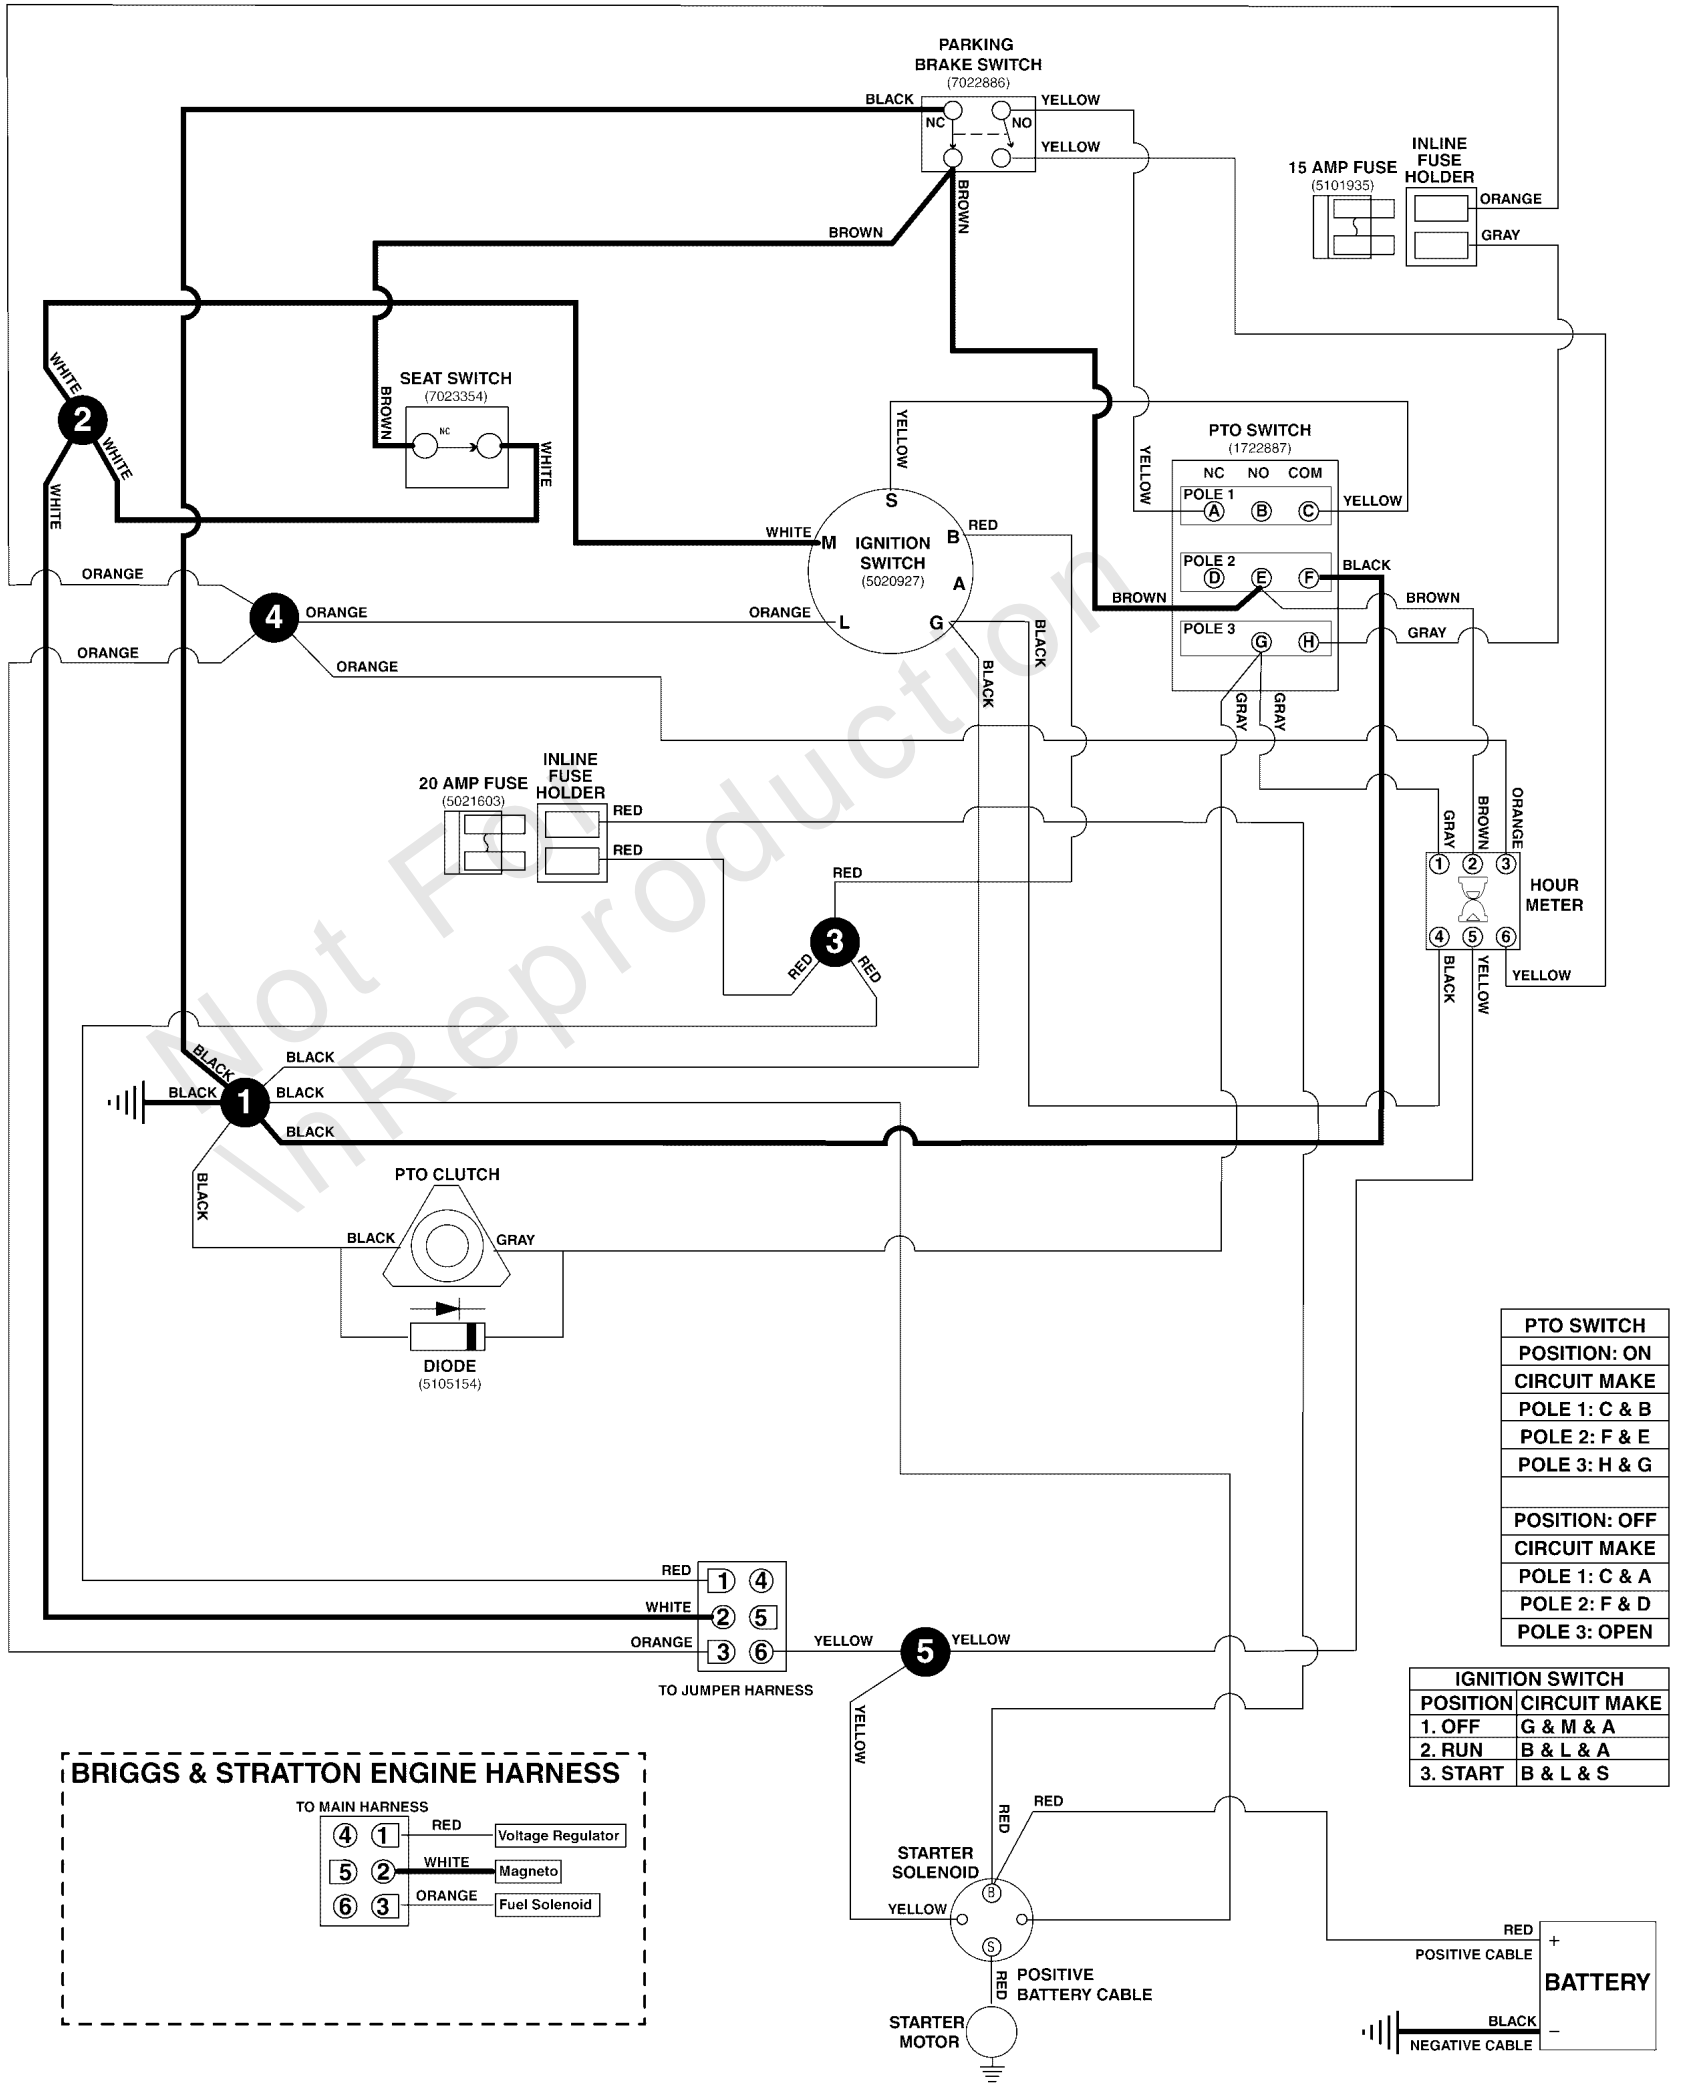 PARKING
BRAKE SWITCH
(7022886)
BLACK
YELLOW
NC
NO
YELLOW
BROWN
BROWN
15 AMP FUSE
(5101935)
INLINE
FUSE
HOLDER
ORANGE
GRAY
WHITE
2
WHITE
WHITE
SEAT SWITCH
(7023354)
BROWN
NC
WHITE
YELLOW
YELLOW
PTO SWITCH
(1722887)
NC NO COM
POLE 1
A B C
YELLOW
POLE 2
D E F
BLACK
BROWN
BROWN
POLE 3
G H
GRAY
GRAY
GRAY
S
WHITE
M
B
RED
IGNITION
SWITCH
(5020927)
A
L
G
BLACK
BLACK
ORANGE
4
ORANGE
ORANGE
ORANGE
ORANGE
20 AMP FUSE
(5021603)
INLINE
FUSE
HOLDER
RED
RED
RED
3
RED
RED
GRAY
BROWN
ORANGE
1 2 3
HOUR
METER
4 5 6
BLACK
YELLOW
YELLOW
Not For
\nReproduction
BLACK
BLACK
BLACK
1
BLACK
BLACK
BLACK
PTO CLUTCH
BLACK
GRAY
DIODE
(5105154)
PTO SWITCH
POSITION: ON
CIRCUIT MAKE
POLE 1: C & B
POLE 2: F & E
POLE 3: H & G
POSITION: OFF
CIRCUIT MAKE
POLE 1: C & A
POLE 2: F & D
POLE 3: OPEN
RED
1 4
WHITE
2 5
ORANGE
3 6
YELLOW
5
YELLOW
TO JUMPER HARNESS
YELLOW
IGNITION SWITCH
POSITION CIRCUIT MAKE
1. OFF G & M & A
2. RUN B & L & A
3. START B & L & S
BRIGGS & STRATTON ENGINE HARNESS
TO MAIN HARNESS
4 1
RED
Voltage Regulator
5 2
WHITE
Magneto
6 3
ORANGE
Fuel Solenoid
RED
RED
STARTER
SOLENOID
B
YELLOW
S
RED
POSITIVE
BATTERY CABLE
STARTER
MOTOR
RED
POSITIVE CABLE
+
BATTERY
BLACK
–
NEGATIVE CABLE